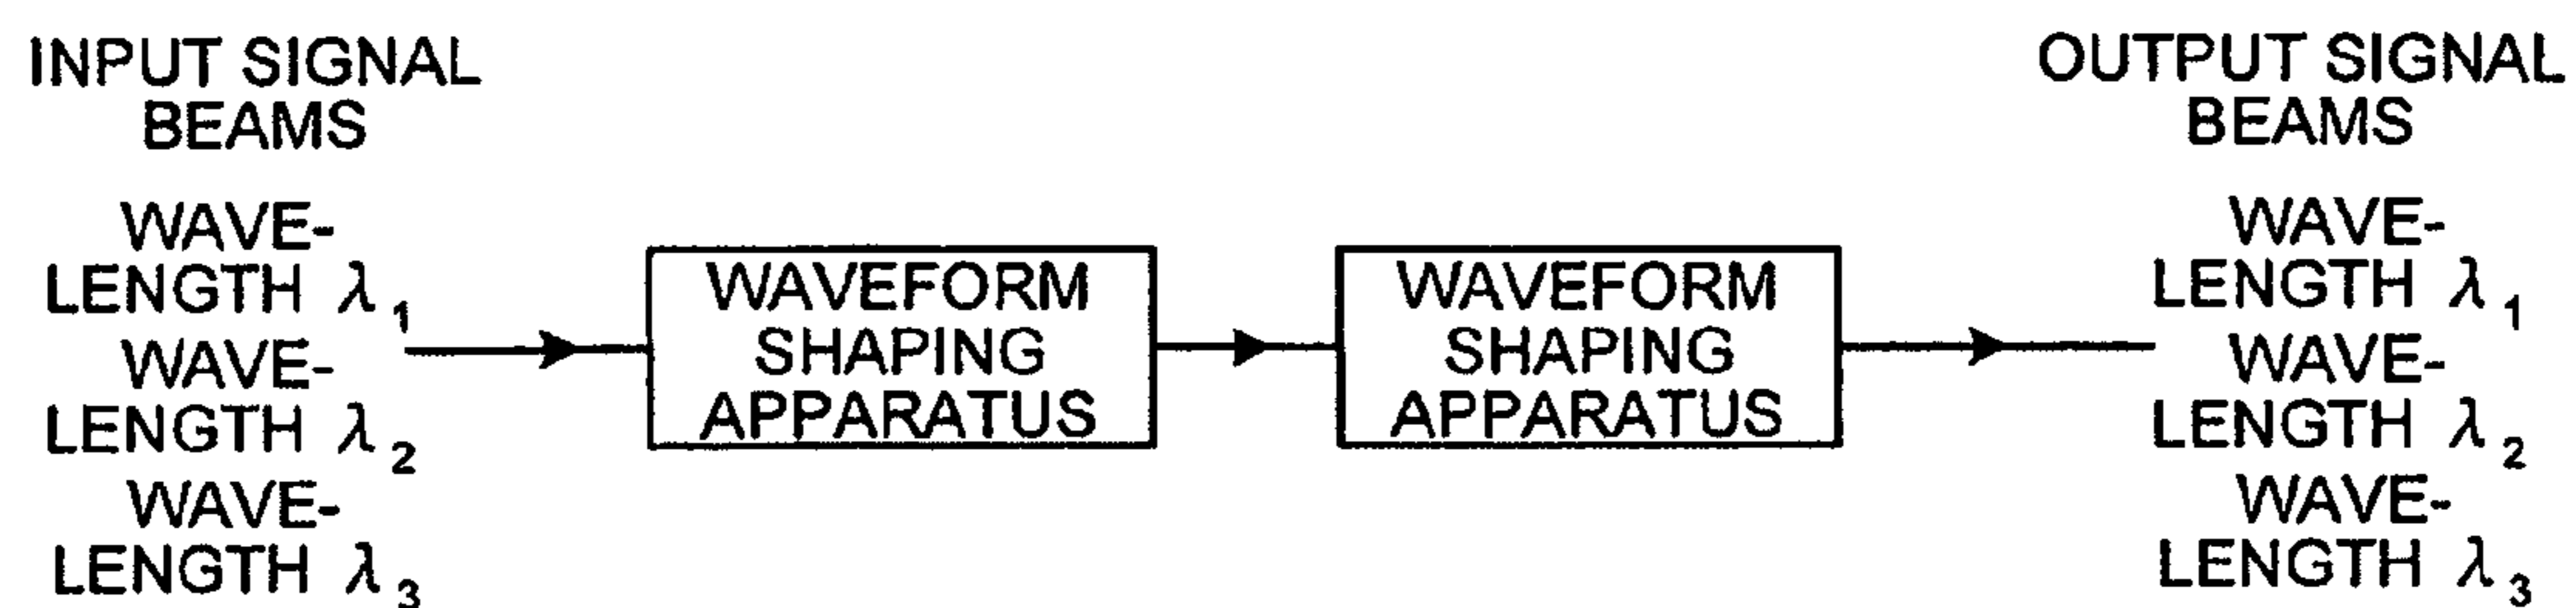 INPUT SIGNAL
BEAMS
WAVE-
LENGTH λ1
WAVE-
LENGTH λ2
WAVE-
LENGTH λ3
WAVEFORM
SHAPING
APPARATUS
WAVEFORM
SHAPING
APPARATUS
OUTPUT SIGNAL
BEAMS
WAVE-
LENGTH λ1
WAVE-
LENGTH λ2
WAVE-
LENGTH λ3